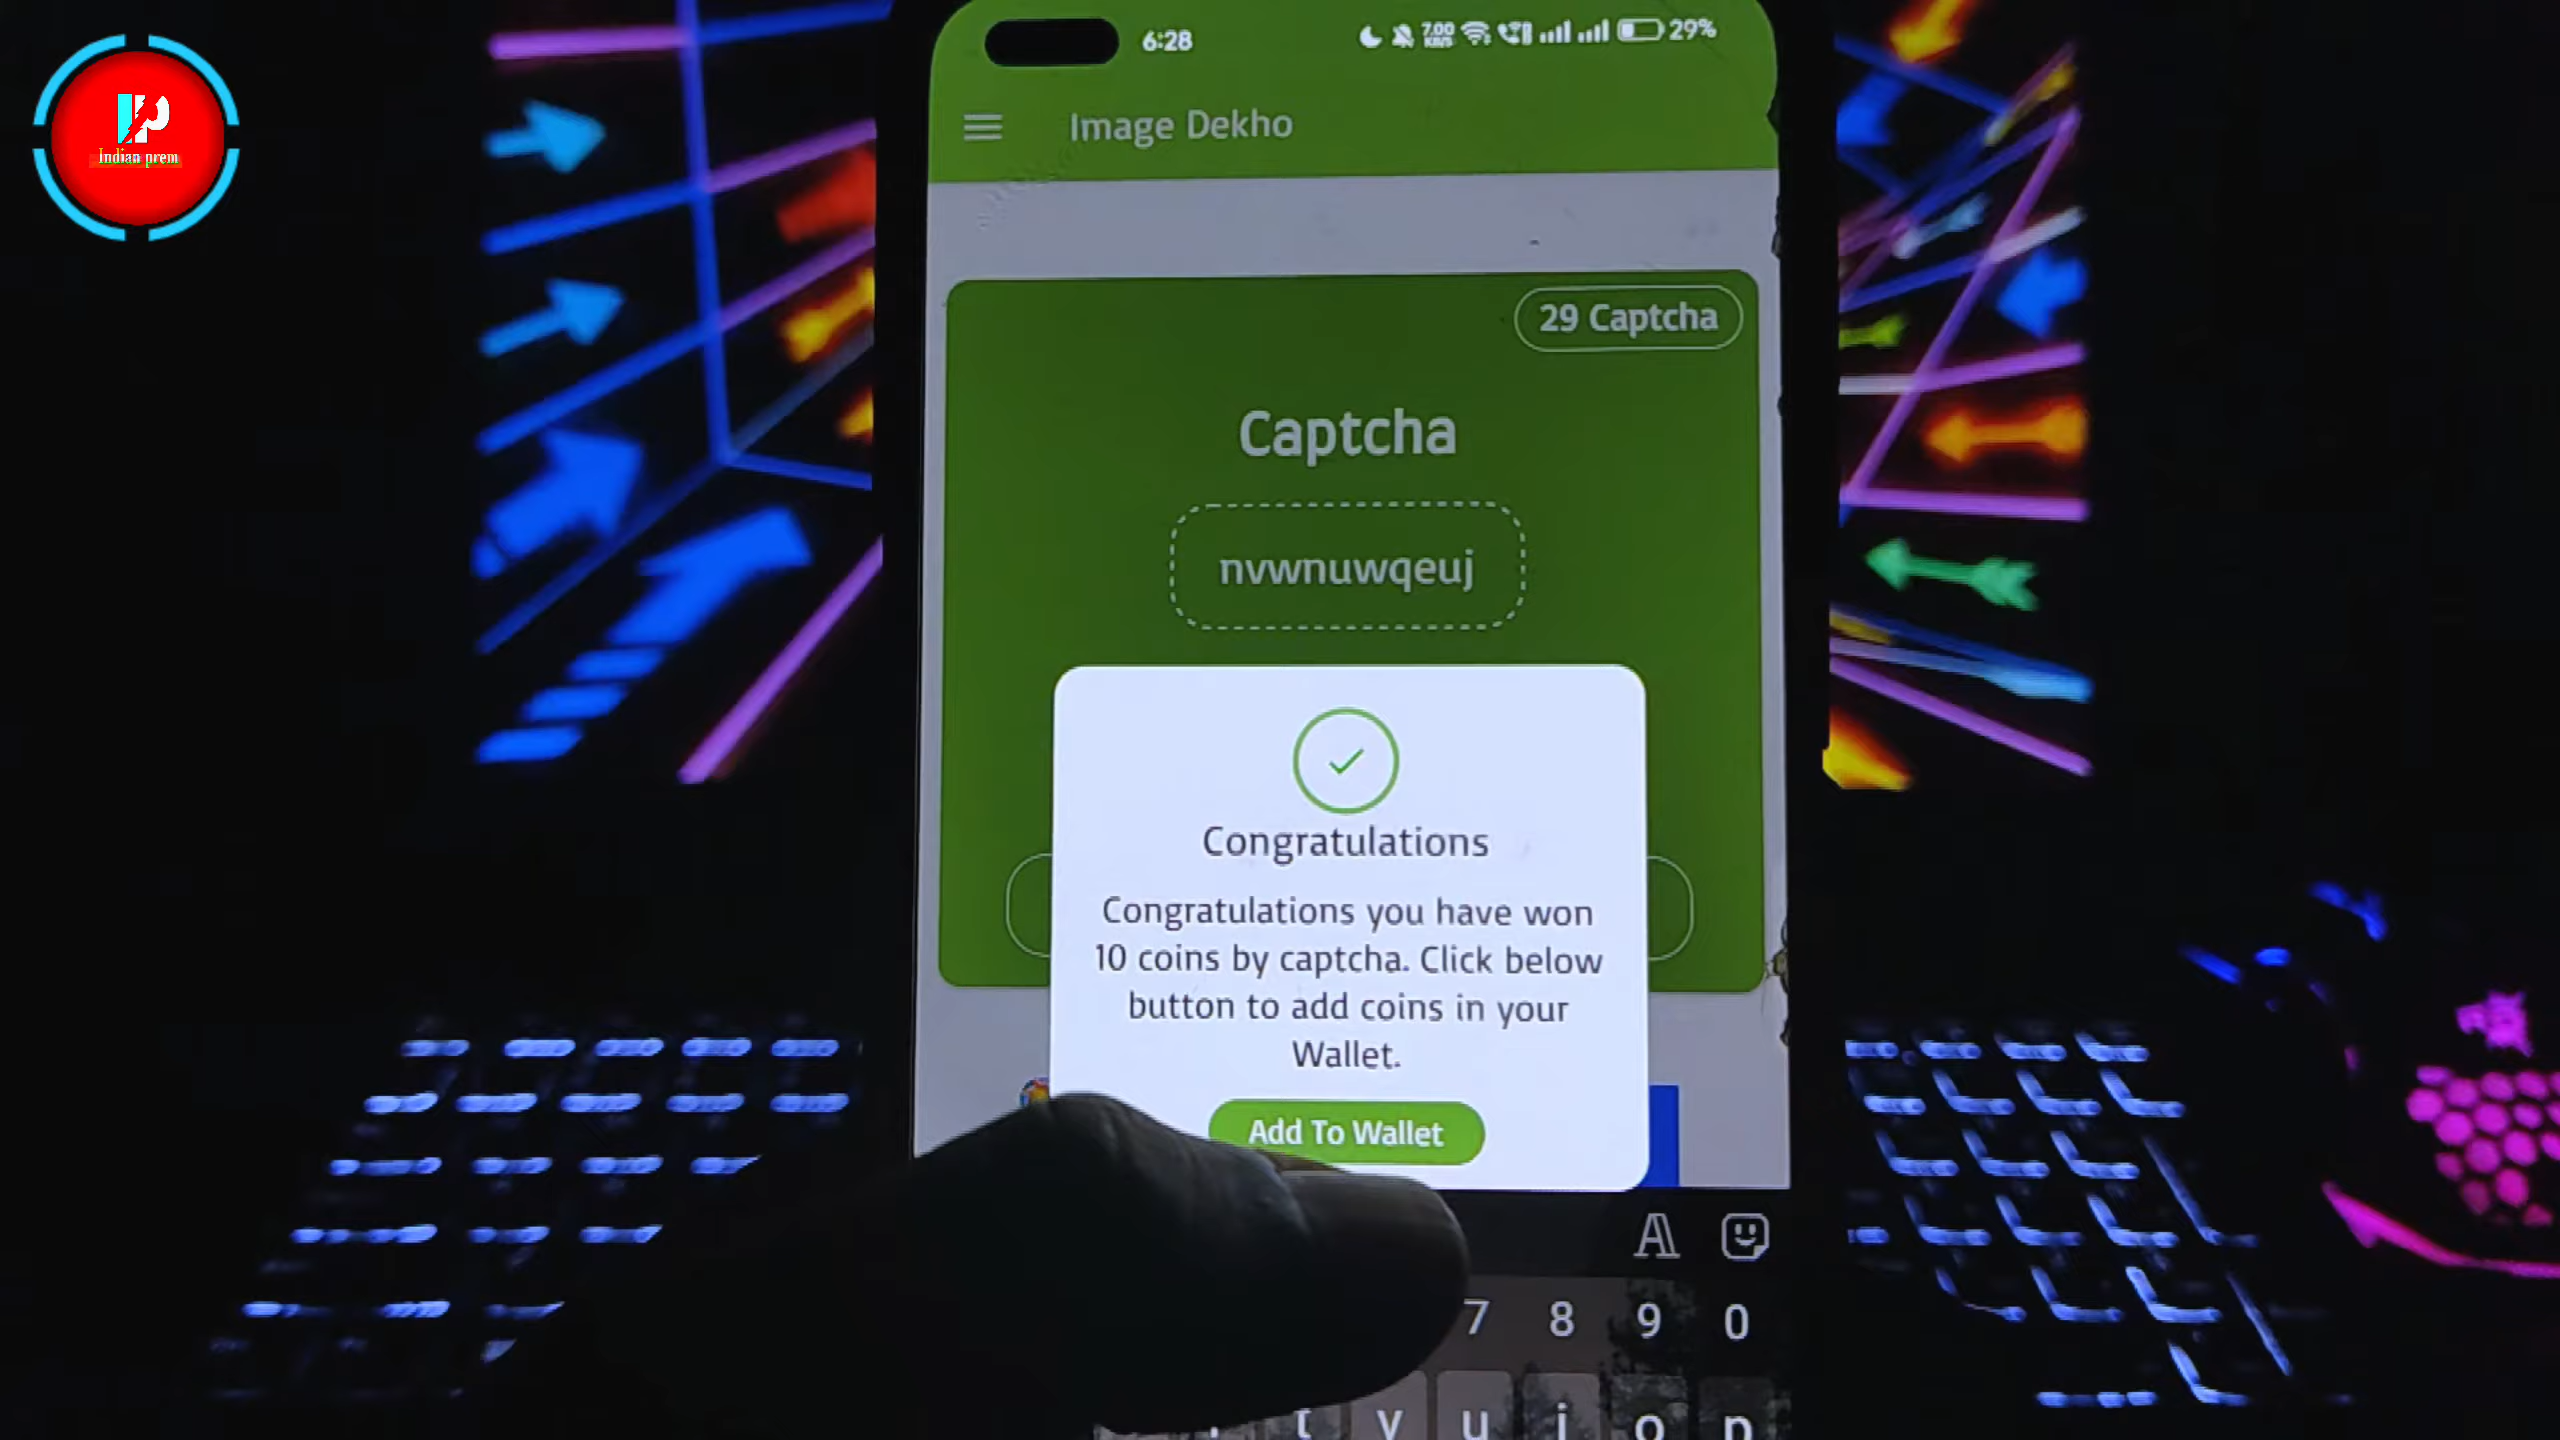 Indian prem
6:28
7.00
KB/S
29%
Image Dekho
29 Captcha
Captcha
nvwnuwqeuj
Congratulations
Congratulations you have won
10 coins by captcha. Click below
button to add coins in your
Wallet.
Add To Wallet
7 8 9 0
t y u i o p